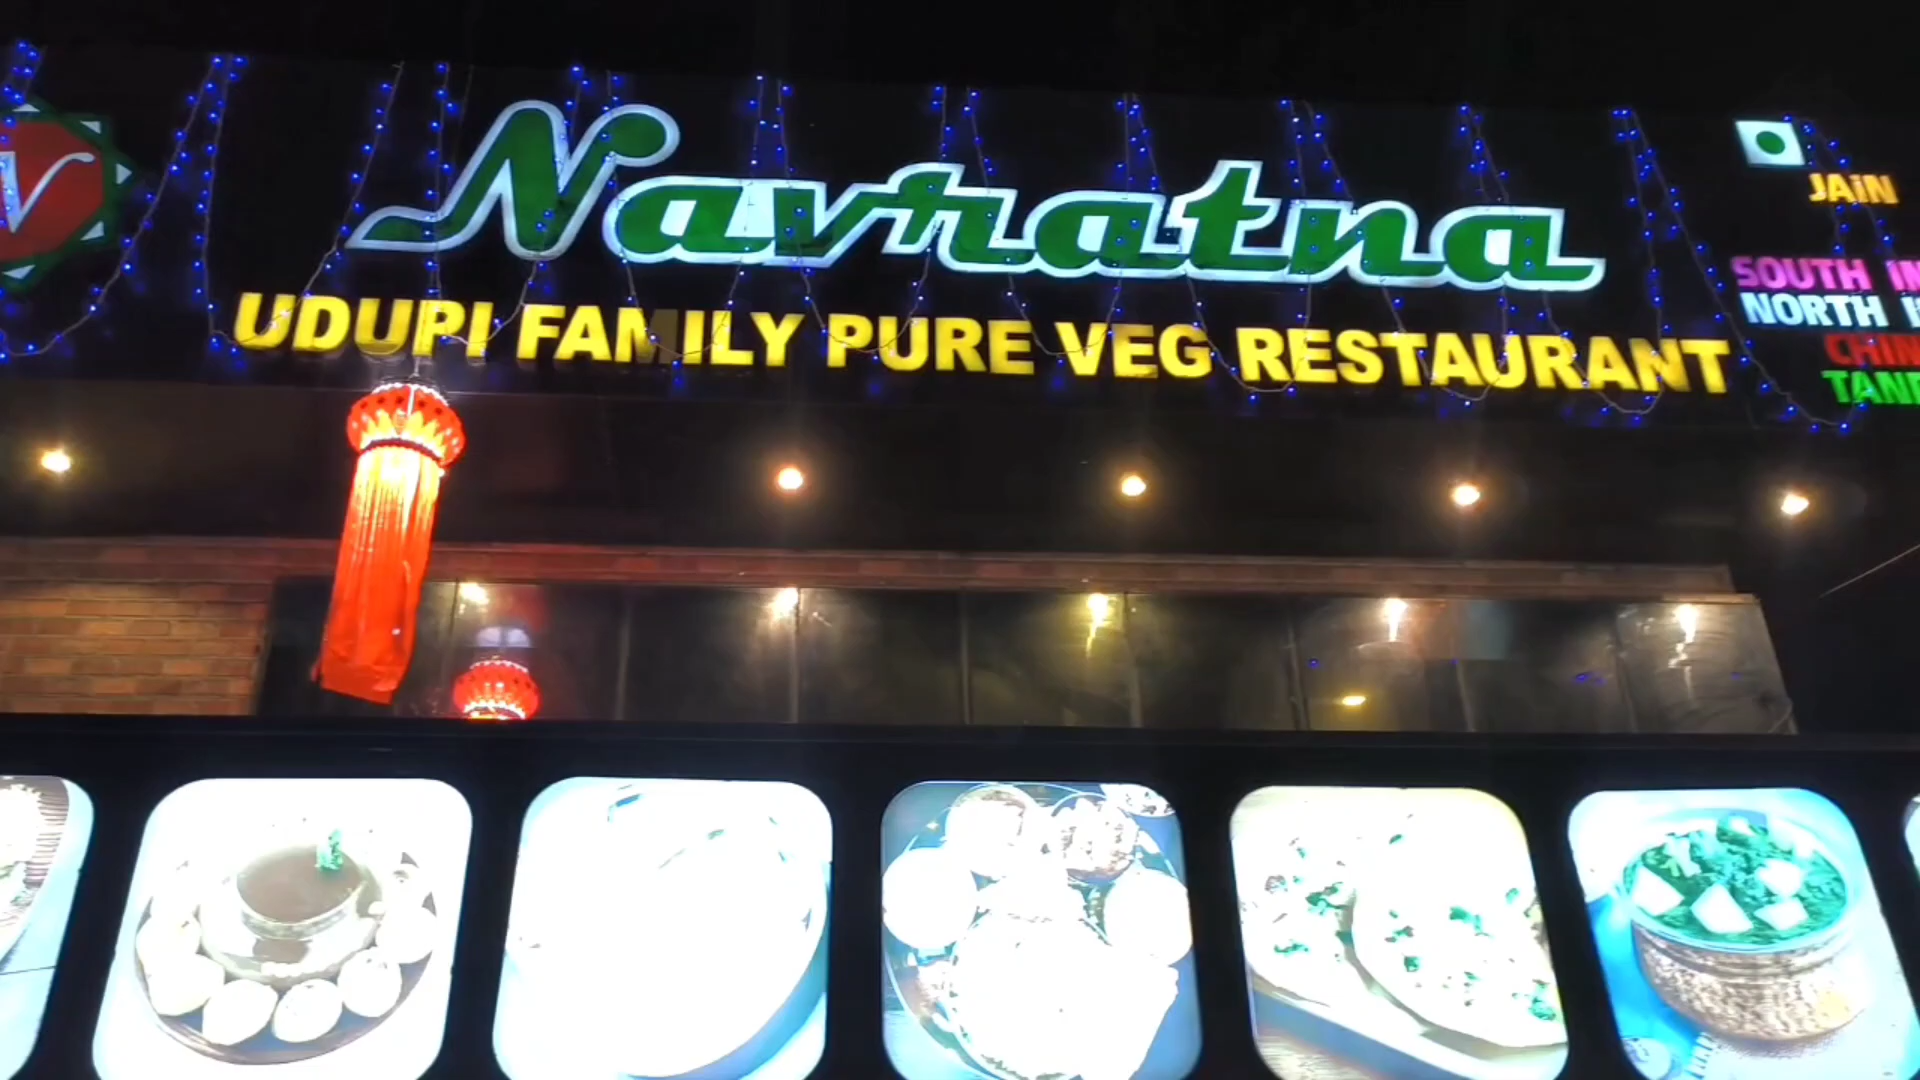 N
Navratna
UDUPI FAMILY PURE VEG RESTAURANT
JAiN
SOUTH
NORTH